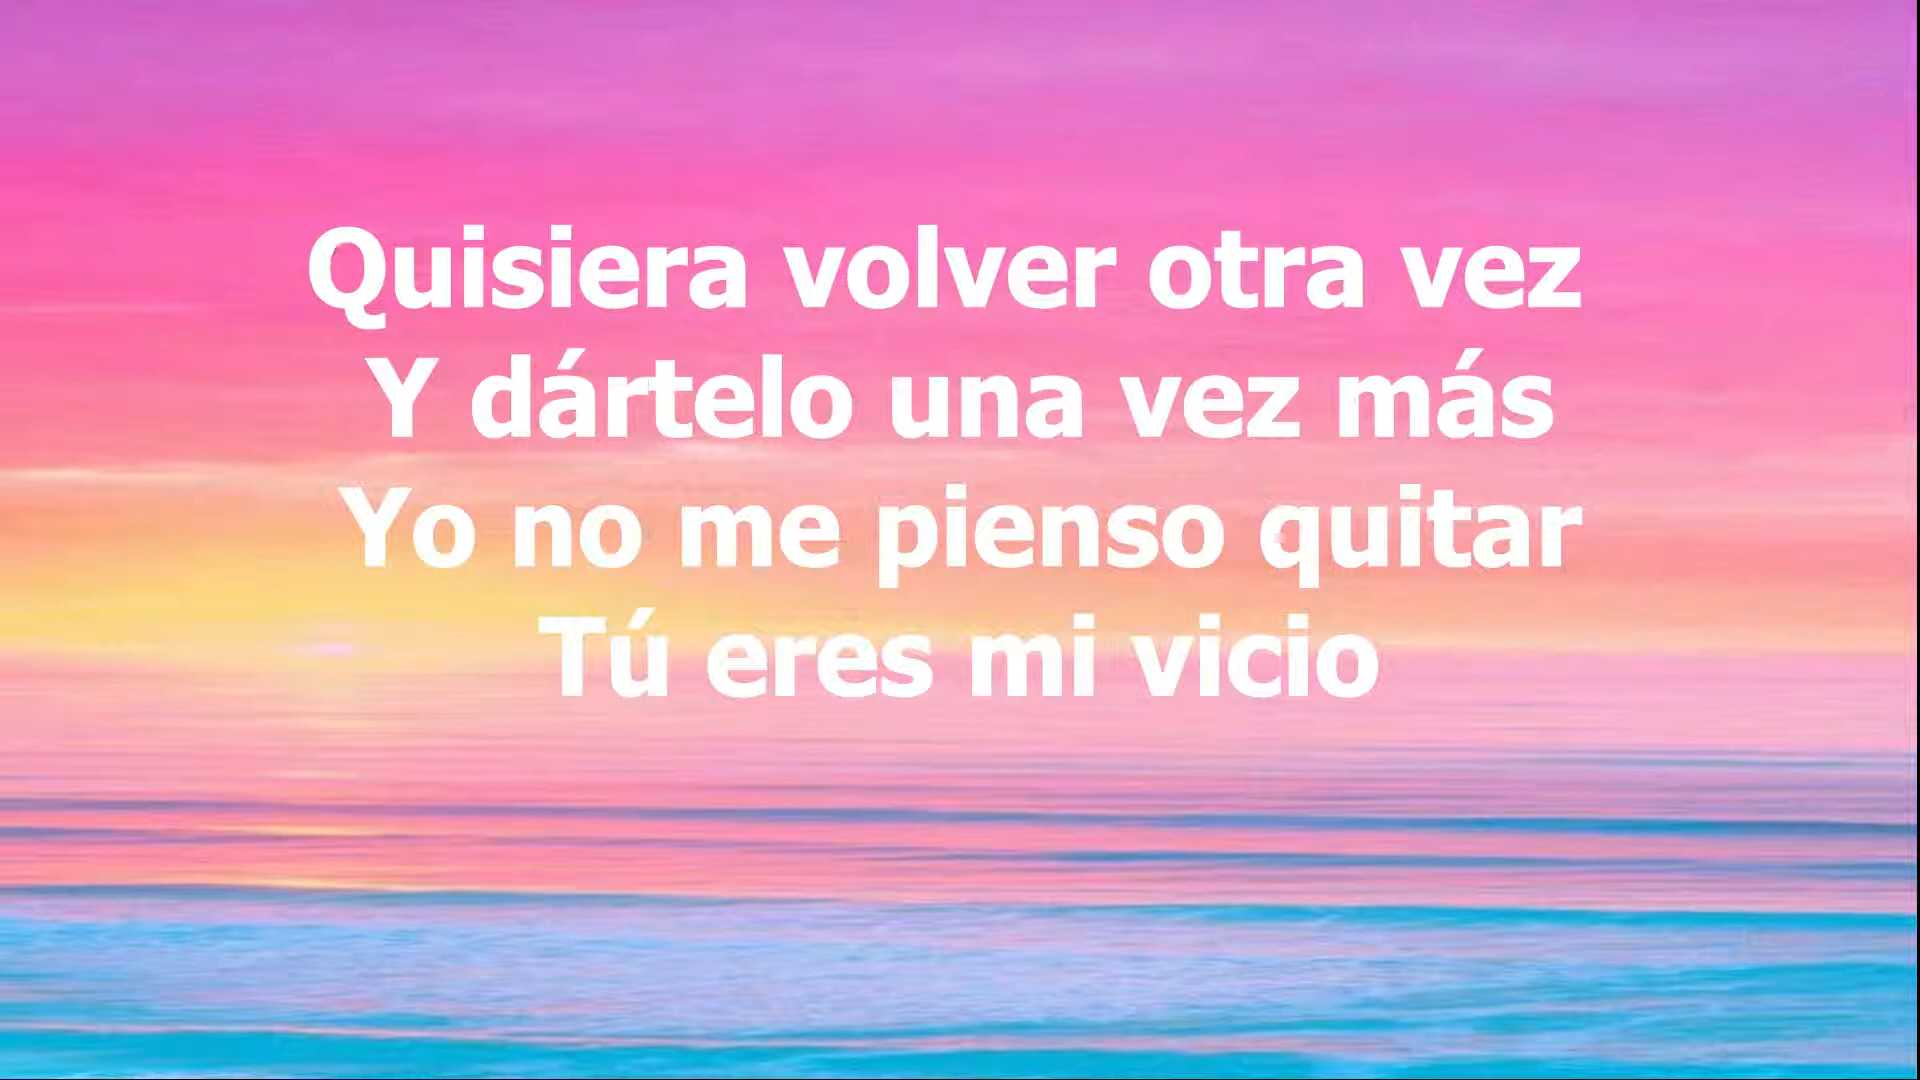 Quisiera volver otra vez
Y dártelo una vez más
Yo no me pienso quitar
Tú eres mi vicio